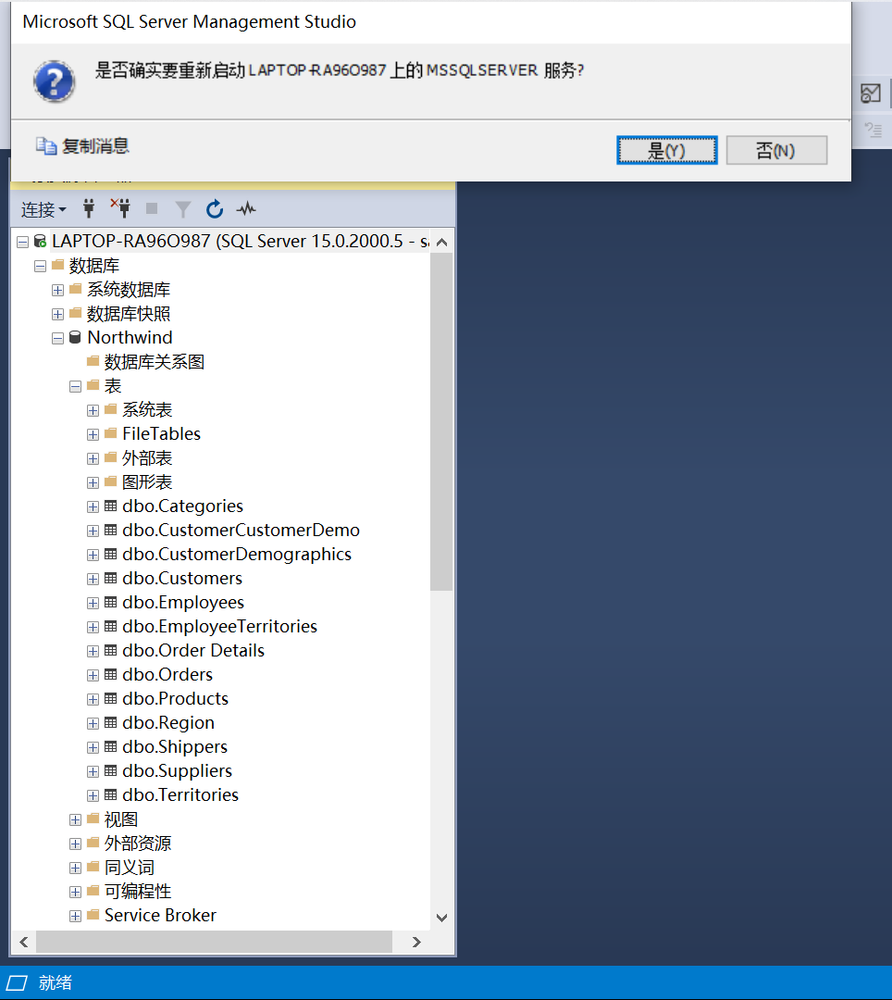 Microsoft SQL Server Management Studio
是否确实要重新启动 LAPTOP-RA96O987 上的 MSSQLSERVER 服务?
复制消息
是(Y)
否(N)
连接
LAPTOP-RA96O987 (SQL Server 15.0.2000.5 - sa
数据库
系统数据库
数据库快照
Northwind
数据库关系图
表
系统表
FileTables
外部表
图形表
dbo.Categories
dbo.CustomerCustomerDemo
dbo.CustomerDemographics
dbo.Customers
dbo.Employees
dbo.EmployeeTerritories
dbo.Order Details
dbo.Orders
dbo.Products
dbo.Region
dbo.Shippers
dbo.Suppliers
dbo.Territories
视图
外部资源
同义词
可编程性
Service Broker
就绪